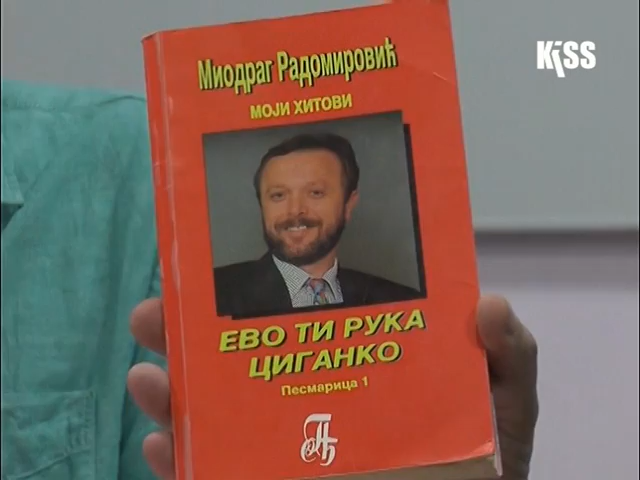 KISS
Миодраг Радомировић
МОЈИ ХИТОВИ
ЕВО ТИ РУКА
ЦИГАНКО
Песмарица 1